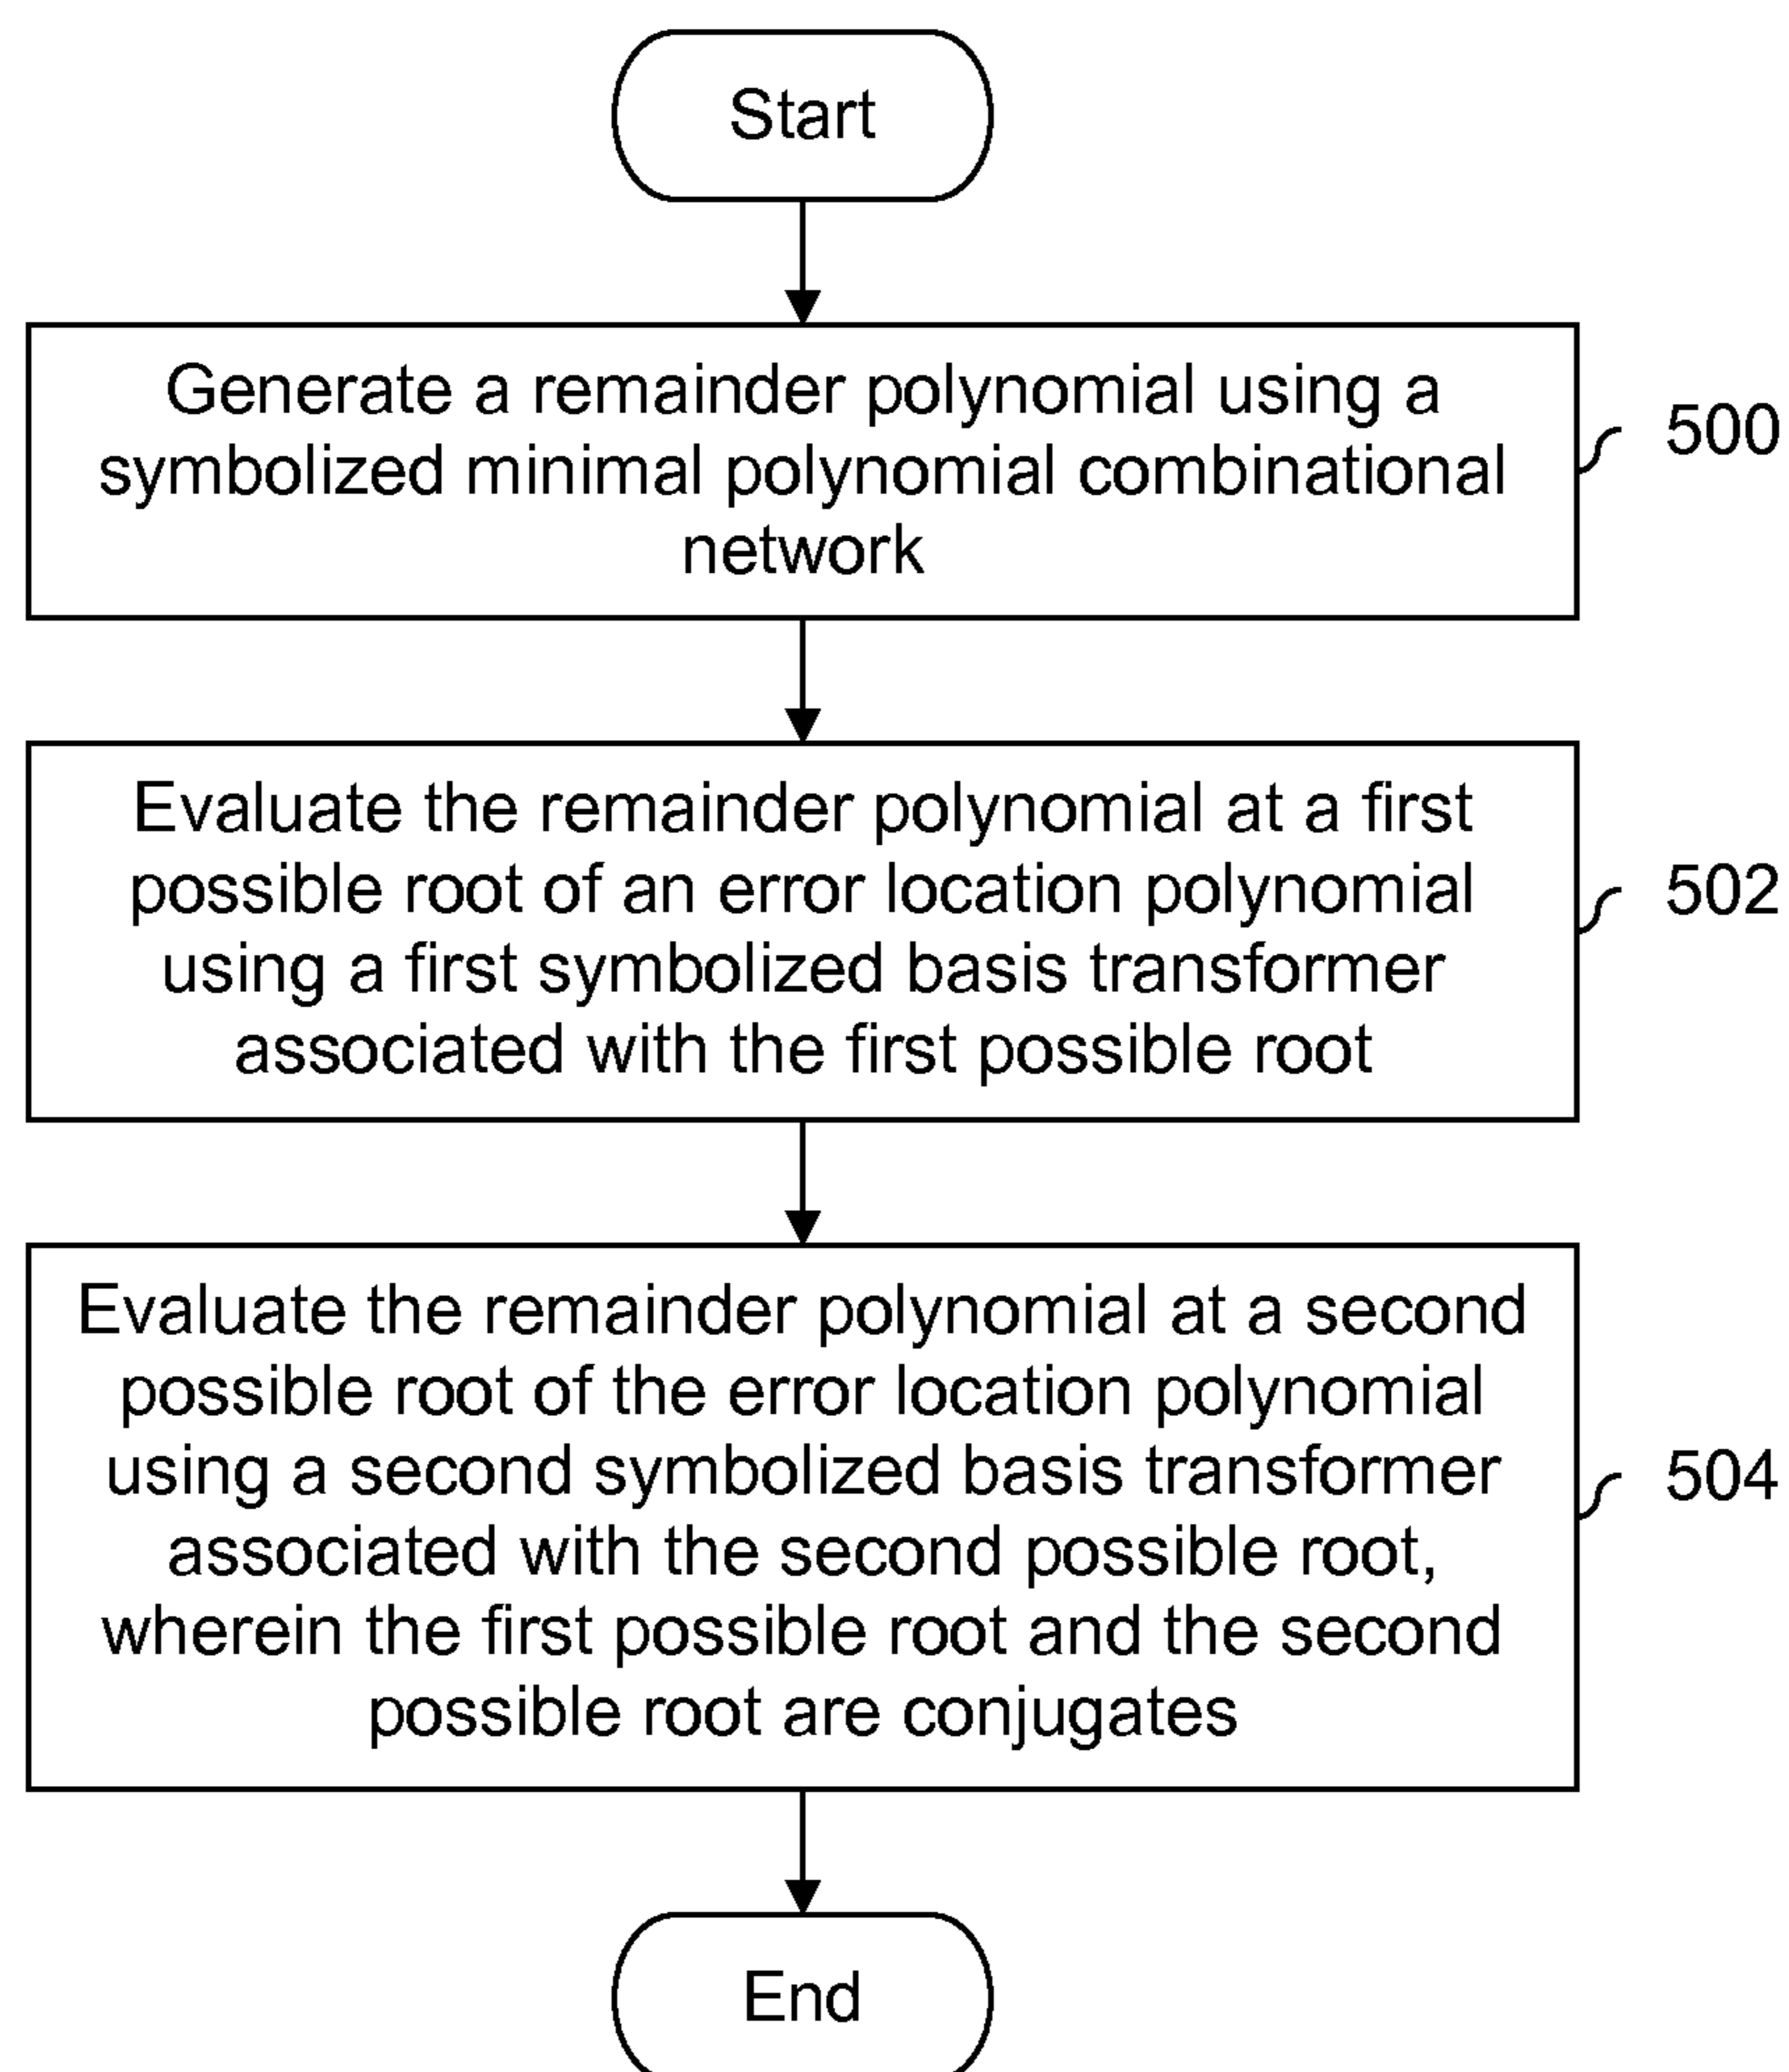 Start
Generate a remainder polynomial using a
symbolized minimal polynomial combinational
network
500
Evaluate the remainder polynomial at a first
possible root of an error location polynomial
using a first symbolized basis transformer
associated with the first possible root
502
Evaluate the remainder polynomial at a second
possible root of the error location polynomial
using a second symbolized basis transformer
associated with the second possible root,
wherein the first possible root and the second
possible root are conjugates
504
End